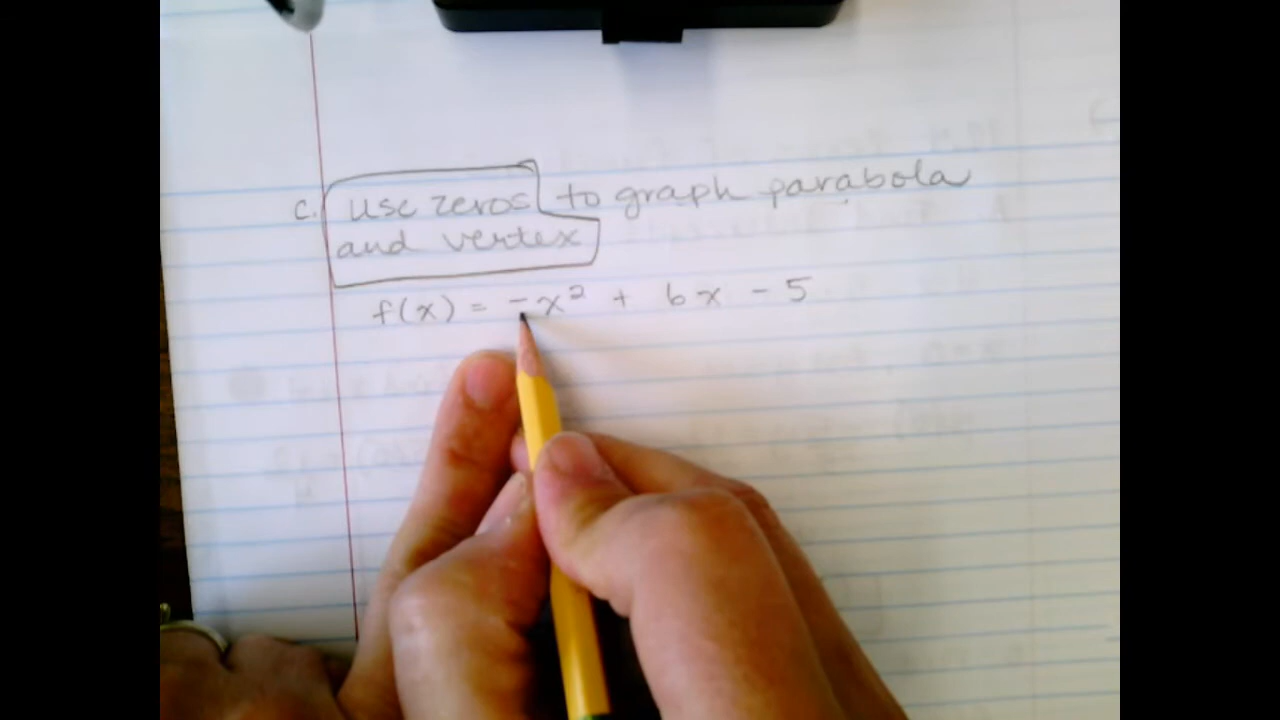 c. use zeros to graph parabola
and vertex
f(x) = -x² + 6x - 5